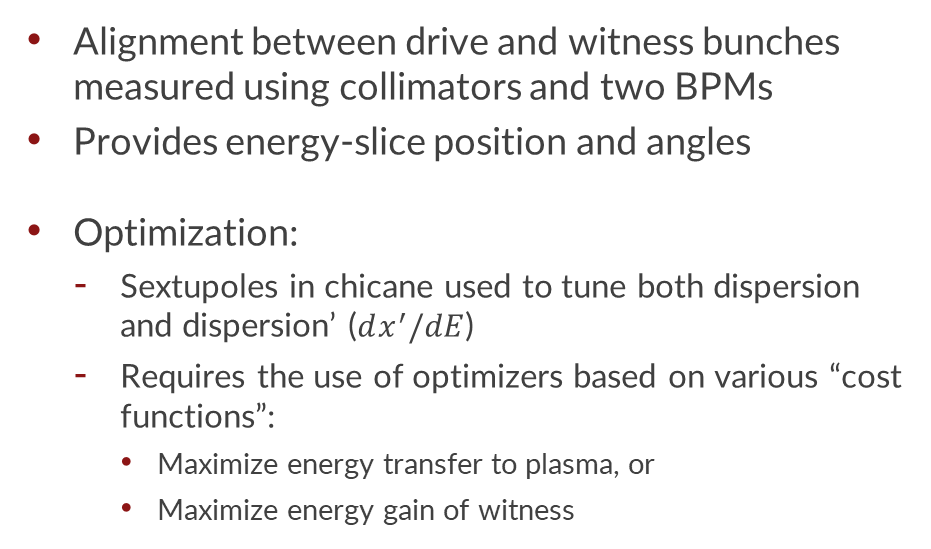 • Alignment between drive and witness bunches
measured using collimators and two BPMs
• Provides energy-slice position and angles
• Optimization:
- Sextupoles in chicane used to tune both dispersion
and dispersion’ (𝑑𝑥′/𝑑𝐸)
- Requires the use of optimizers based on various “cost
functions”:
• Maximize energy transfer to plasma, or
• Maximize energy gain of witness